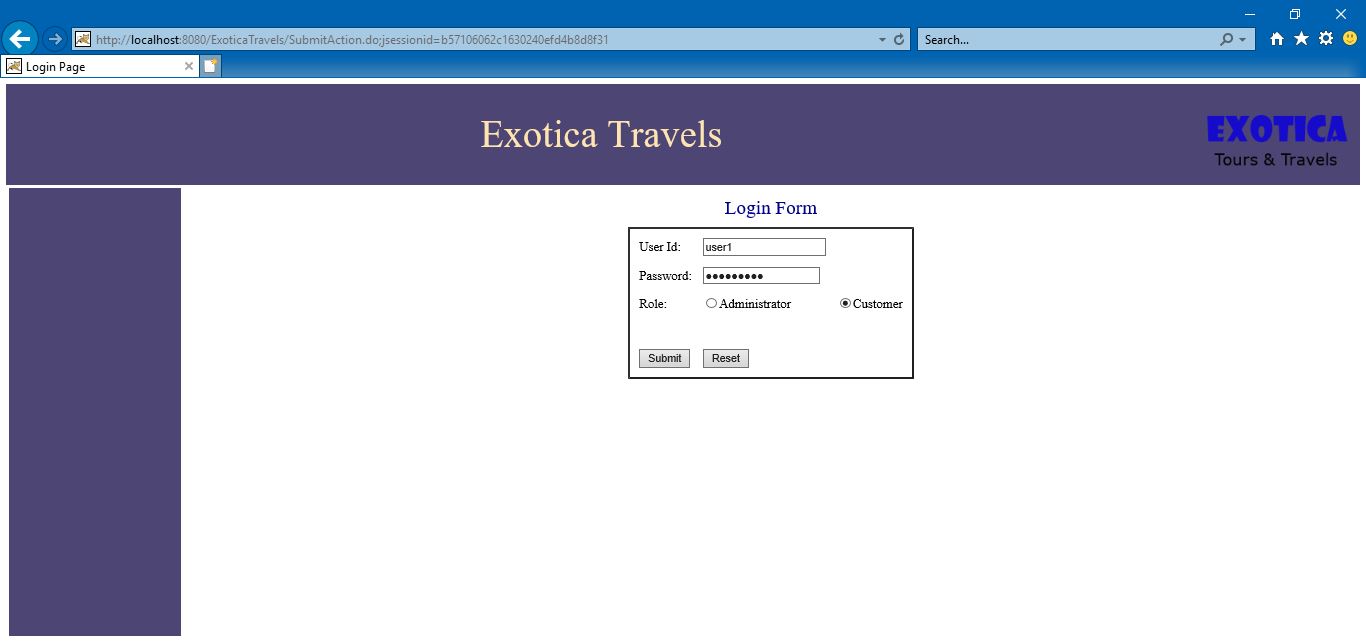 http://localhost:8080/ExoticaTravels/SubmitAction.do;jsessionid=b57106062c1630240efd4b8d8f31
Search...
Login Page
Exotica Travels
EXOTICA
Tours & Travels
Login Form
User Id: user1
Password: •••••••••
Role: Administrator Customer
Submit Reset